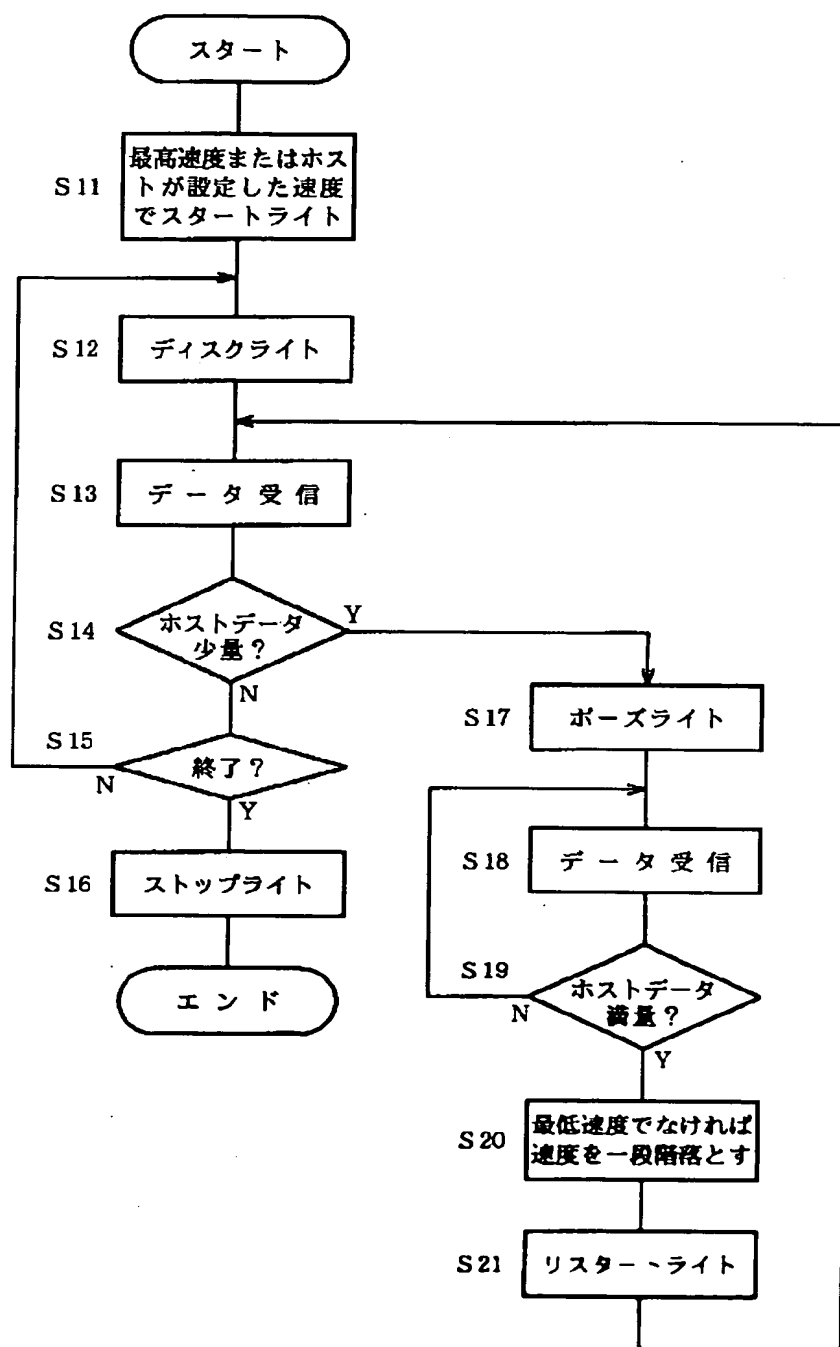 スタート
S11
最高速度またはホス
トが設定した速度
でスタートライト
S12
ディスクライト
S13
データ受信
S14
ホストデータ
少量?
Y
N
S15
終了?
N
Y
S16
ストップライト
エンド
S17
ポーズライト
S18
データ受信
S19
ホストデータ
満量?
N
Y
S20
最低速度でなければ
速度を一段階落とす
S21
リスタートライト